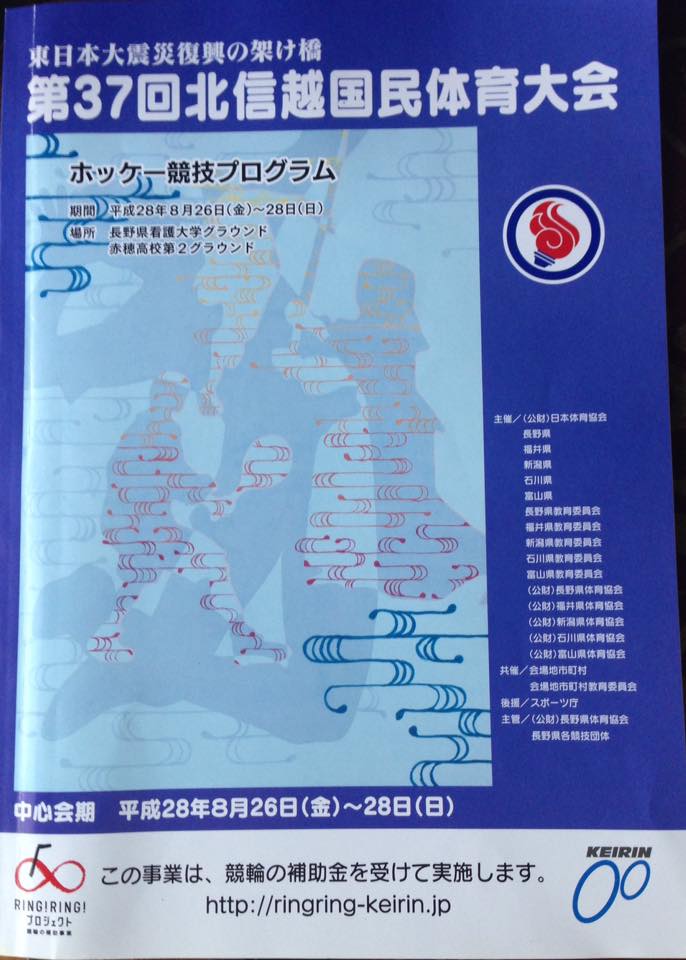 東日本大震災復興の架け橋
第37回北信越国民体育大会
ホッケー競技プログラム
期間 平成28年8月26日(金)～28日(日)
場所 長野県看護大学グラウンド
赤穂高校第2グラウンド
主催/(公財)日本体育協会
長野県
福井県
新潟県
石川県
富山県
長野県教育委員会
福井県教育委員会
新潟県教育委員会
石川県教育委員会
富山県教育委員会
(公財)長野県体育協会
(公財)福井県体育協会
(公財)新潟県体育協会
(公財)石川県体育協会
(公財)富山県体育協会
共催/会場地市町村
会場地市町村教育委員会
後援/スポーツ庁
主管/(公財)長野県体育協会
長野県各競技団体
中心会期 平成28年8月26日(金)～28日(日)
RING!RING!
プロジェクト
競輪の補助事業
この事業は、競輪の補助金を受けて実施します。
http://ringring-keirin.jp
KEIRIN